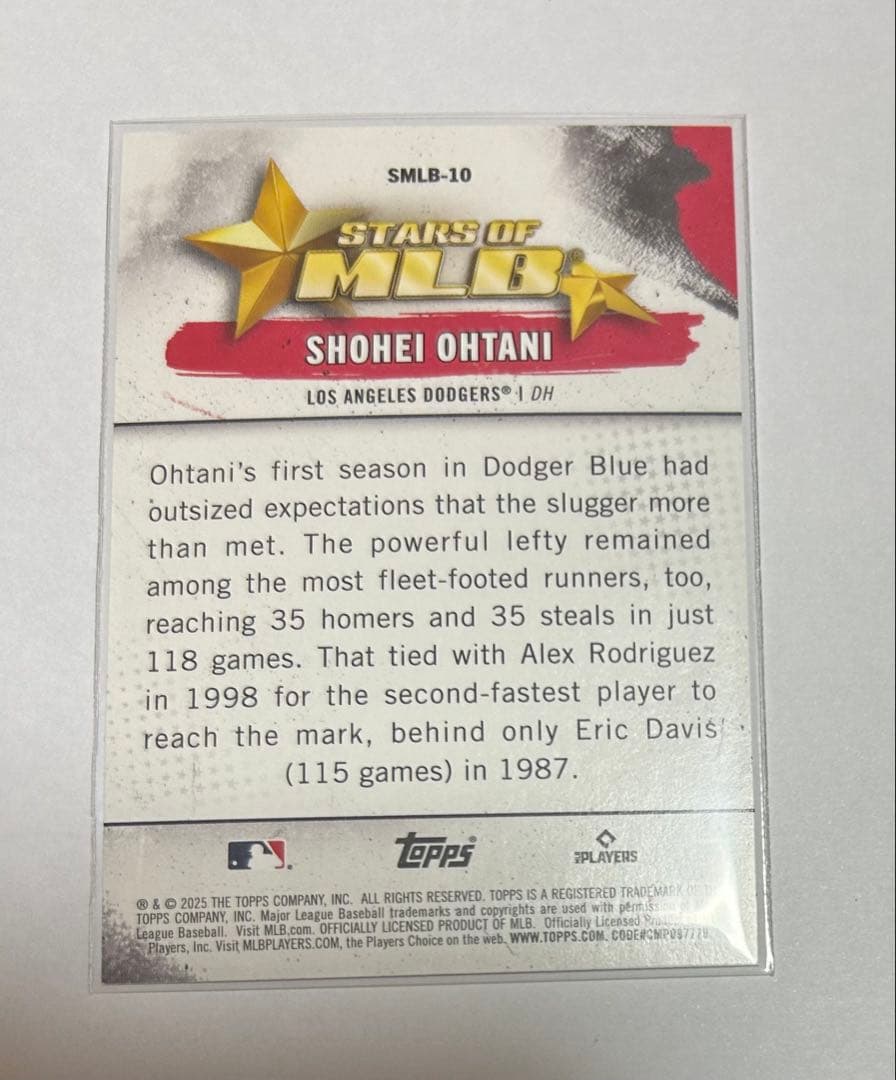 SMLB-10
STARS OF
MLB®
SHOHEI OHTANI
LOS ANGELES DODGERS® | DH
Ohtani's first season in Dodger Blue had
outsized expectations that the slugger more
than met. The powerful lefty remained
among the most fleet-footed runners, too,
reaching 35 homers and 35 steals in just
118 games. That tied with Alex Rodriguez
in 1998 for the second-fastest player to
reach the mark, behind only Eric Davis
(115 games) in 1987.
TOPPS®
PLAYERS
® & © 2025 THE TOPPS COMPANY, INC. ALL RIGHTS RESERVED. TOPPS IS A REGISTERED TRADEMARK
TOPPS COMPANY, INC. Major League Baseball trademarks and copyrights are used with
League Baseball. Visit MLB.com. OFFICIALLY LICENSED PRODUCT OF MLB. Officially Licensed
Players, Inc. Visit MLBPLAYERS.COM, the Players Choice on the web. WWW.TOPPS.COM.